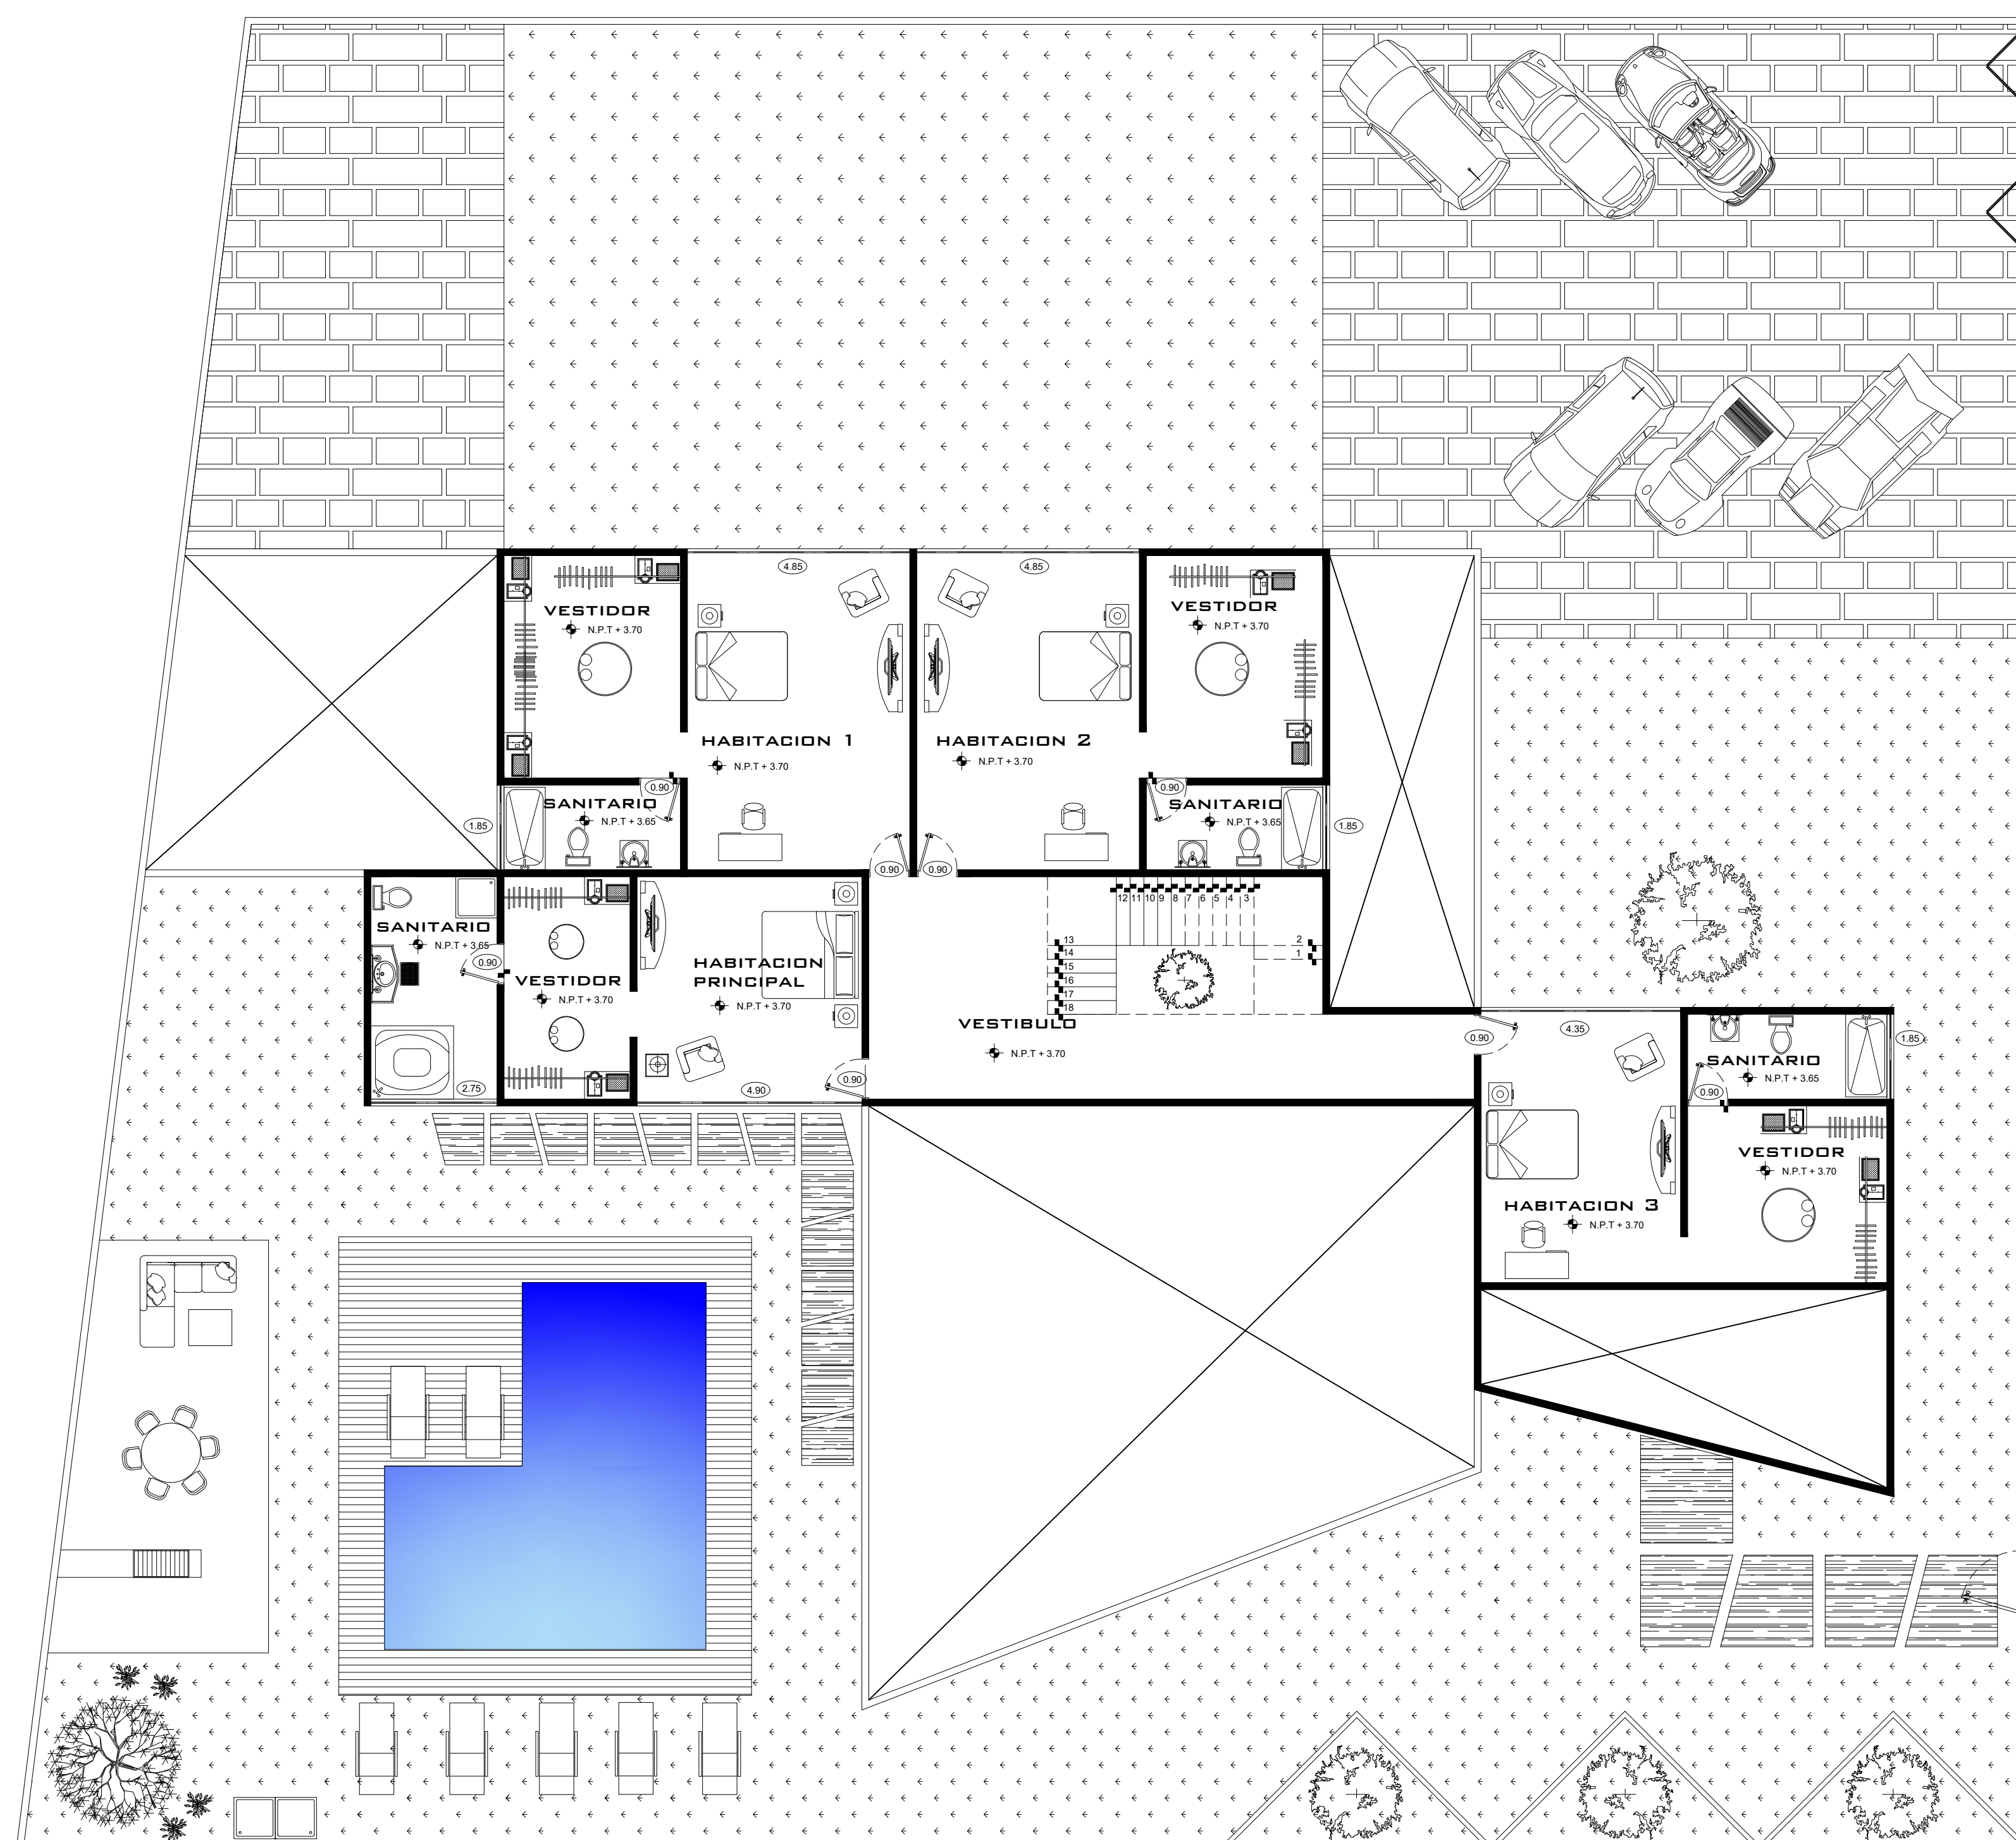 4.85
4.85
VESTIDOR
N.P.T + 3.70
VESTIDOR
N.P.T + 3.70
HABITACION 1
N.P.T + 3.70
HABITACION 2
N.P.T + 3.70
0.90
SANITARIO
N.P.T + 3.65
1.85
0.90
SANITARIO
N.P.T + 3.65
1.85
0.90
0.90
12 11 10 9 8 7 6 5 4 3
SANITARIO
N.P.T + 3.65
0.90
VESTIDOR
N.P.T + 3.70
HABITACION
PRINCIPAL
N.P.T + 3.70
13
14
15
16
17
18
2
1
VESTIBULO
N.P.T + 3.70
2.75
4.90
0.90
0.90
4.35
1.85
SANITARIO
N.P.T + 3.65
0.90
VESTIDOR
N.P.T + 3.70
HABITACION 3
N.P.T + 3.70